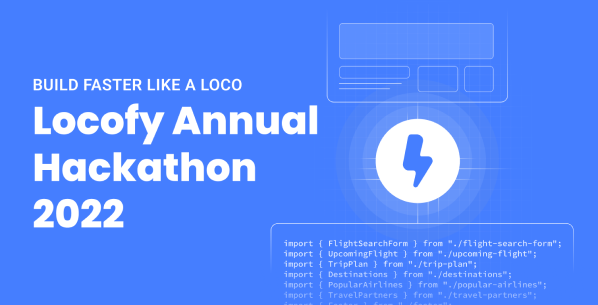 BUILD FASTER LIKE A LOCO
Locofy Annual
Hackathon
2022
import { FlightSearchForm } from "./flight-search-form";
import { UpcomingFlight } from "./upcoming-flight";
import { TripPlan } from "./trip-plan";
import { Destinations } from "./destinations";
import { PopularAirlines } from "./popular-airlines";
import { TravelPartners } from "./travel-partners";